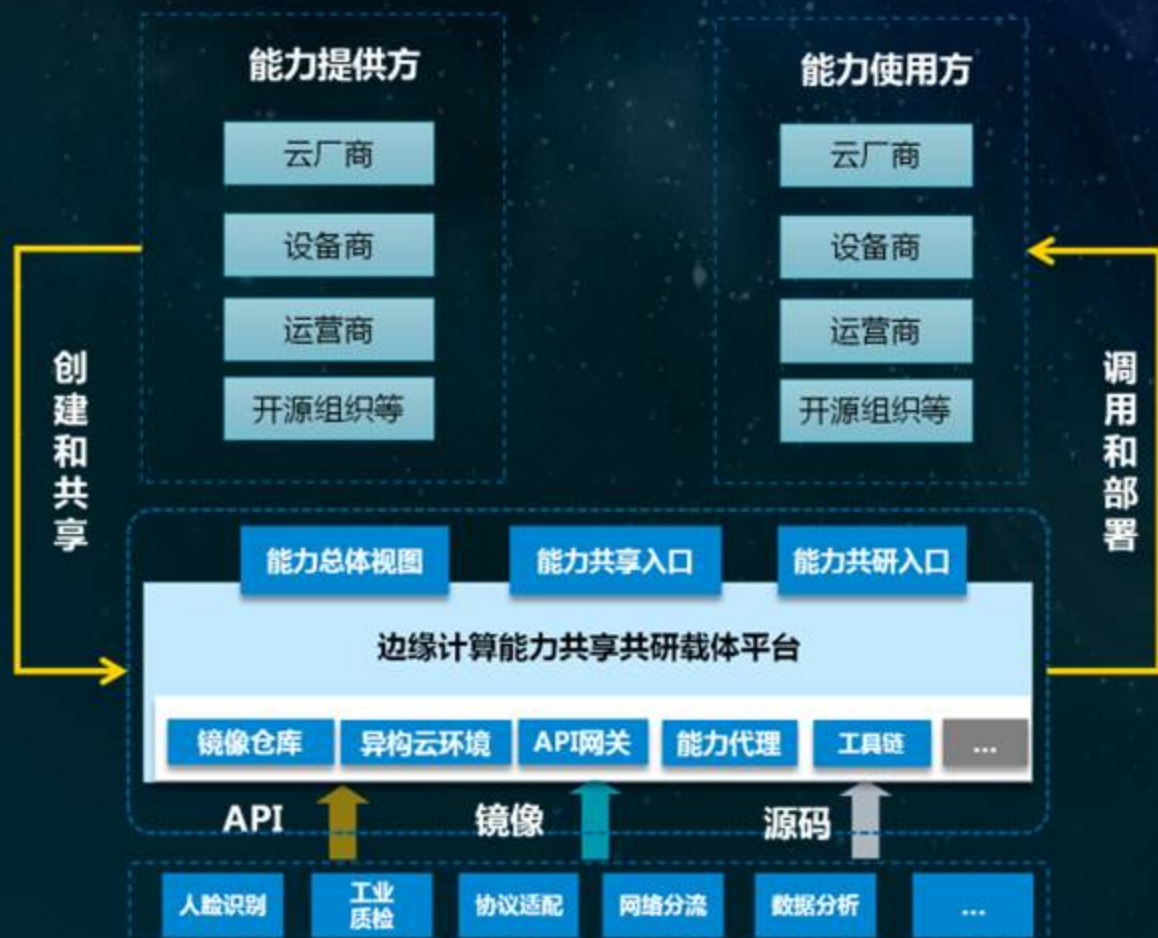 能力提供方
云厂商
设备商
运营商
开源组织等
能力使用方
云厂商
设备商
运营商
开源组织等
创建和共享
调用和部署
能力总体视图
能力共享入口
能力共研入口
边缘计算能力共享共研载体平台
镜像仓库
异构云环境
API网关
能力代理
工具链
...
API
镜像
源码
人脸识别
工业
质检
协议适配
网络分流
数据分析
...